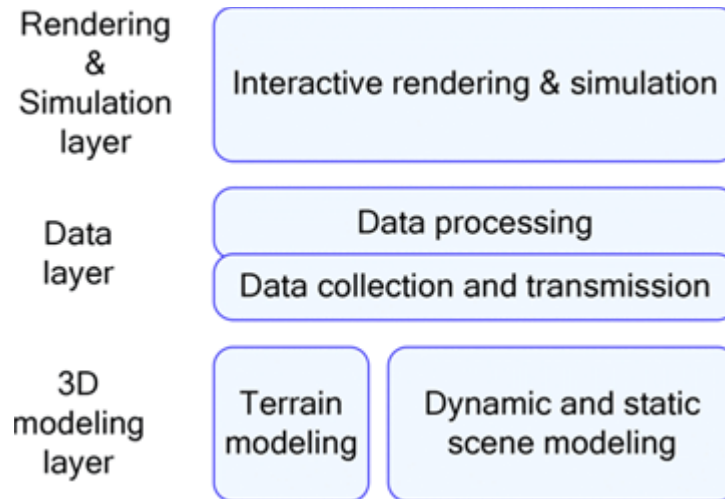 Rendering
&
Simulation
layer
Interactive rendering & simulation
Data
layer
Data processing
Data collection and transmission
3D
modeling
layer
Terrain
modeling
Dynamic and static
scene modeling